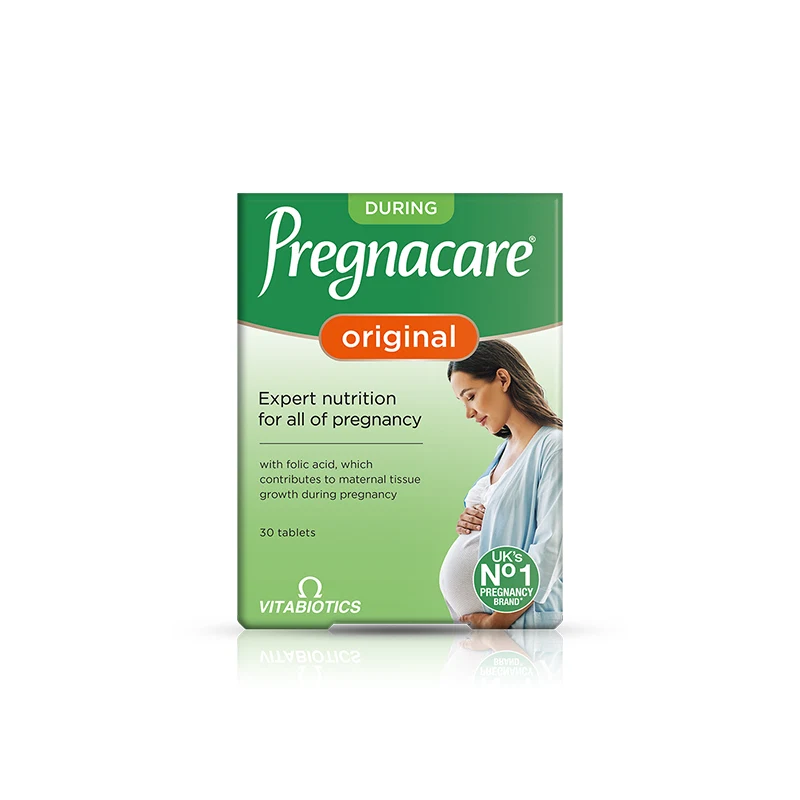 DURING
Pregnacare®
original
Expert nutrition
for all of pregnancy
with folic acid, which
contributes to maternal tissue
growth during pregnancy
30 tablets
UK's
Nº1
PREGNANCY
BRAND*
VITABIOTICS